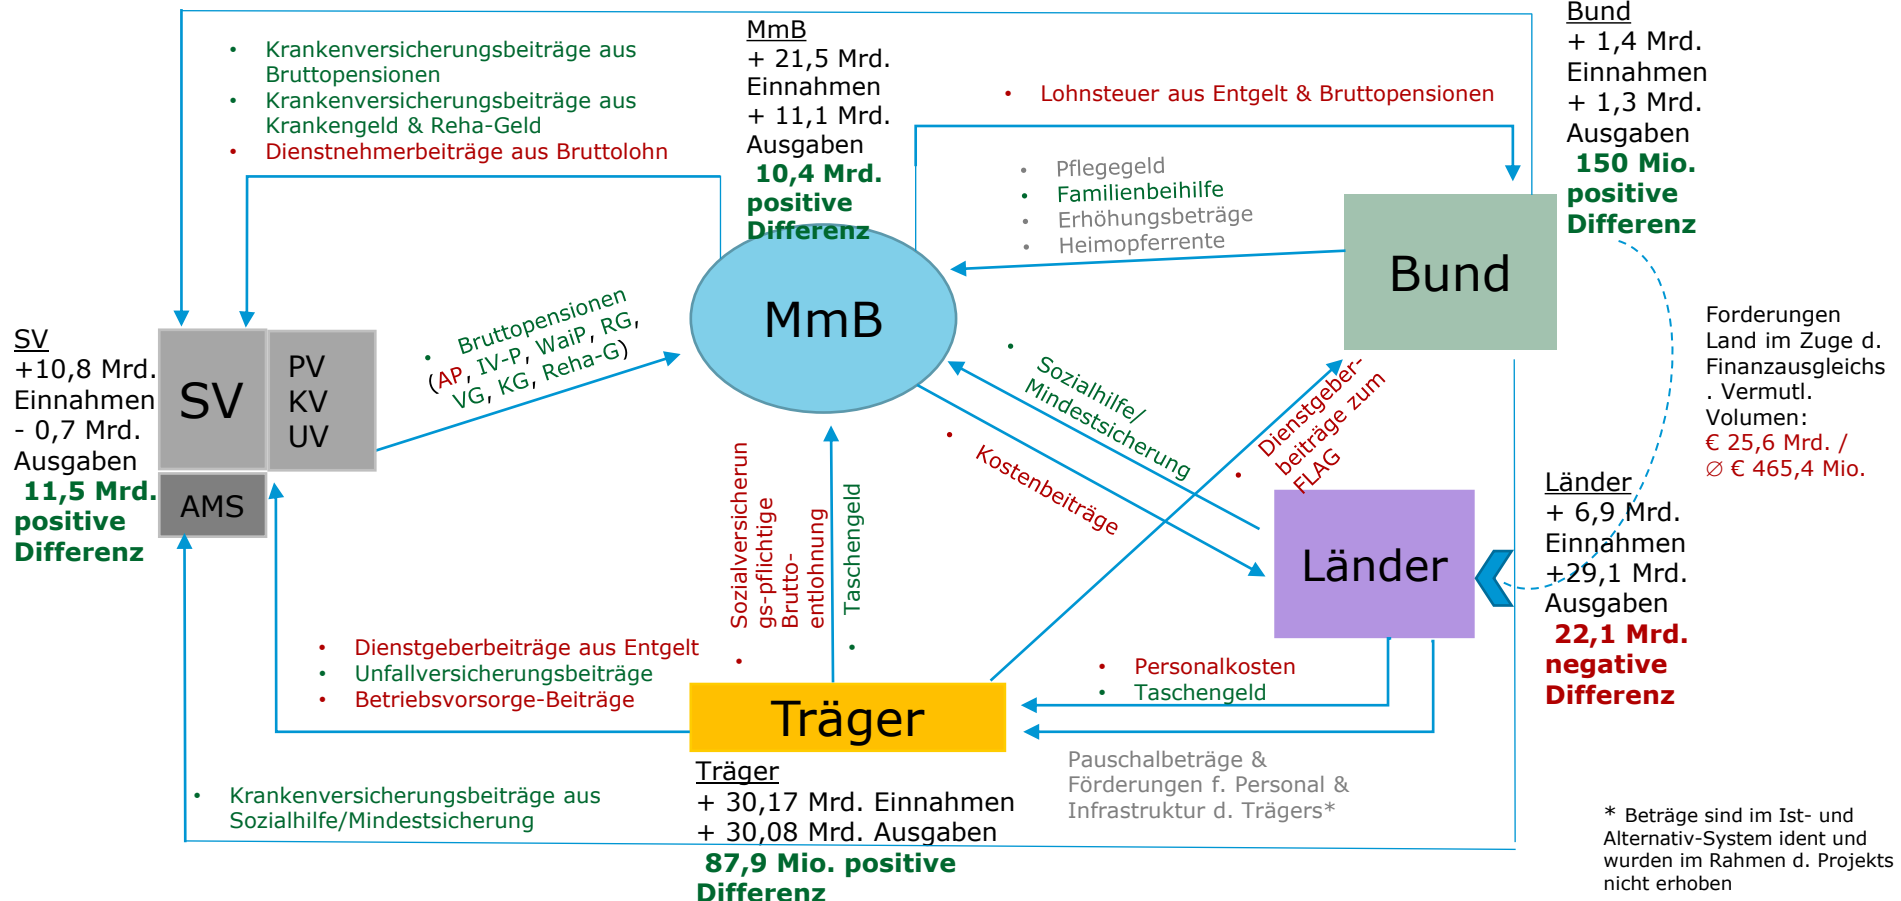 • Krankenversicherungsbeiträge aus
Bruttopensionen
• Krankenversicherungsbeiträge aus
Krankengeld & Reha-Geld
• Dienstnehmerbeiträge aus Bruttolohn
MmB
+ 21,5 Mrd.
Einnahmen
+ 11,1 Mrd.
Ausgaben
10,4 Mrd.
positive
Differenz
• Lohnsteuer aus Entgelt & Bruttopensionen
• Pflegegeld
• Familienbeihilfe
• Erhöhungsbeträge
• Heimopferrente
Bund
+ 1,4 Mrd.
Einnahmen
+ 1,3 Mrd.
Ausgaben
150 Mio.
positive
Differenz
Bund
MmB
SV
+10,8 Mrd.
Einnahmen
- 0,7 Mrd.
Ausgaben
11,5 Mrd.
positive
Differenz
SV
PV
KV
UV
AMS
• Bruttopensionen
(AP, IV-P, WaiP, RG,
VG, KG, Reha-G)
• Sozialhilfe/
Mindestsicherung
• Kostenbeiträge
• Dienstgeber-
beiträge zum
FLAG
Forderungen
Land im Zuge d.
Finanzausgleichs
. Vermutl.
Volumen:
€ 25,6 Mrd. /
∅ € 465,4 Mio.
Länder
+ 6,9 Mrd.
Einnahmen
+29,1 Mrd.
Ausgaben
22,1 Mrd.
negative
Differenz
Länder
• Sozialversicherun
gs-pflichtige
Brutto-
entlohnung
• Taschengeld
• Dienstgeberbeiträge aus Entgelt
• Unfallversicherungsbeiträge
• Betriebsvorsorge-Beiträge
• Personalkosten
• Taschengeld
Träger
Pauschalbeträge &
Förderungen f. Personal &
Infrastruktur d. Trägers*
Träger
+ 30,17 Mrd. Einnahmen
+ 30,08 Mrd. Ausgaben
87,9 Mio. positive
Differenz
• Krankenversicherungsbeiträge aus
Sozialhilfe/Mindestsicherung
* Beträge sind im Ist- und
Alternativ-System ident und
wurden im Rahmen d. Projekts
nicht erhoben